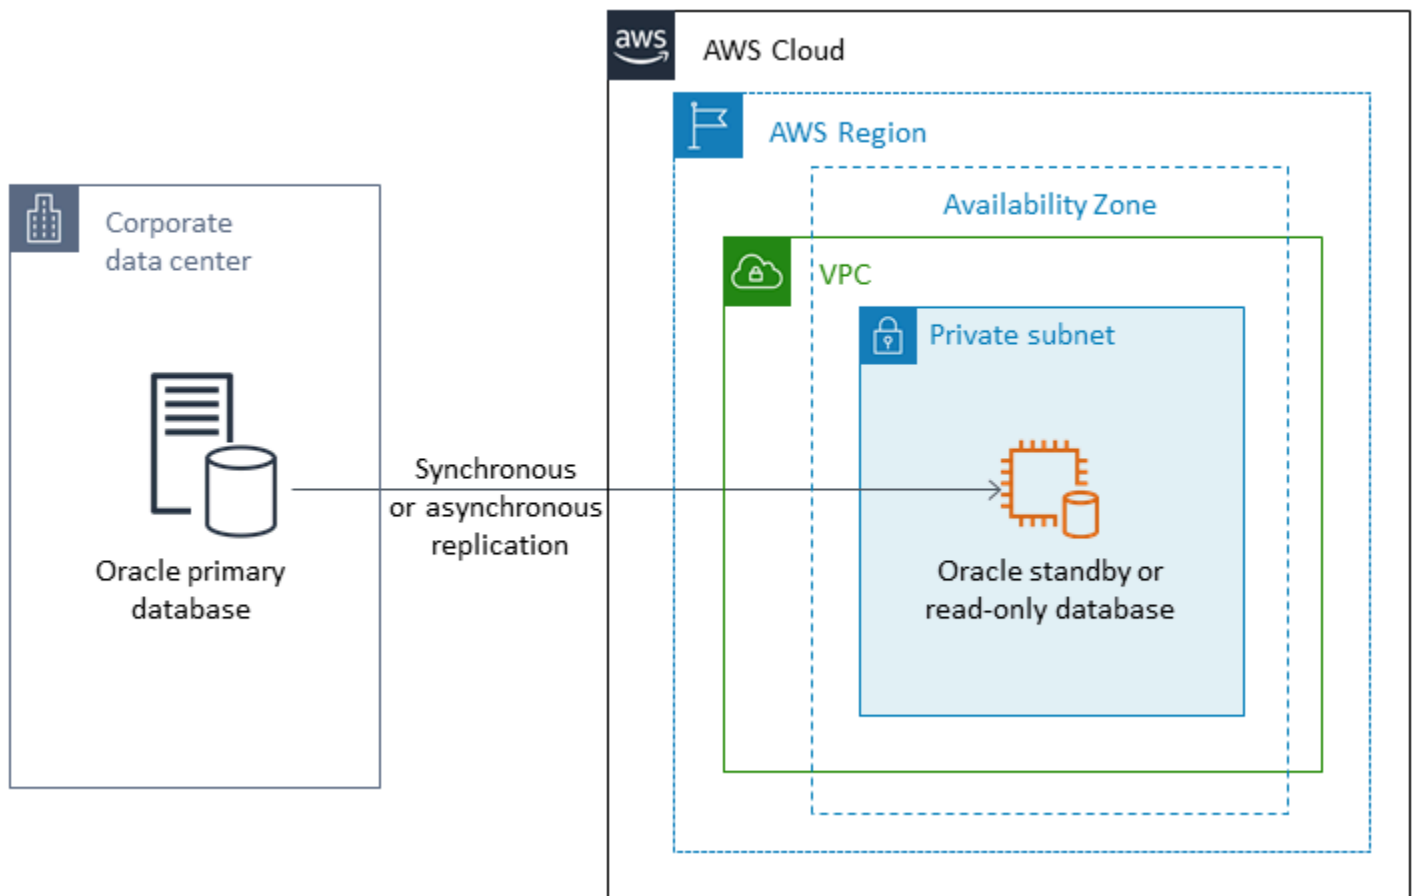 aws
AWS Cloud
AWS Region
Availability Zone
Corporate
data center
VPC
Private subnet
Synchronous
or asynchronous
replication
Oracle primary
database
Oracle standby or
read-only database